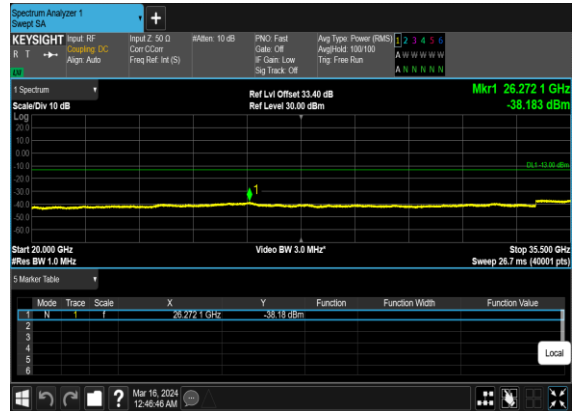 Spectrum Analyzer 1
Swept SA
+
KEYSIGHT Input: RF Input Z: 50 Ω #Atten: 10 dB PNO: Fast Avg Type: Power (RMS) 1 2 3 4 5 6
R T Coupling: DC Corr CCorr Gate: Off Avg|Hold: 100/100 A W W W W W
Align: Auto Freq Ref: Int (S) IF Gain: Low Trig: Free Run
Sig Track: Off A N N N N N
1 Spectrum Ref Lvl Offset 33.40 dB Mkr1 26.272 1 GHz
Scale/Div 10 dB Ref Level 30.00 dBm -38.183 dBm
Log
20.0
10.0
0.00
-10.0
DL1 -13.00 dBm
-20.0
-30.0
1
-40.0
-50.0
-60.0
Start 20.000 GHz Video BW 3.0 MHz* Stop 35.500 GHz
#Res BW 1.0 MHz Sweep 26.7 ms (40001 pts)
5 Marker Table
Mode Trace Scale X Y Function Function Width Function Value
1 N 1 f 26.272 1 GHz -38.18 dBm
2
3
4
5
6
Local
? Mar 16, 2024
12:46:46 AM